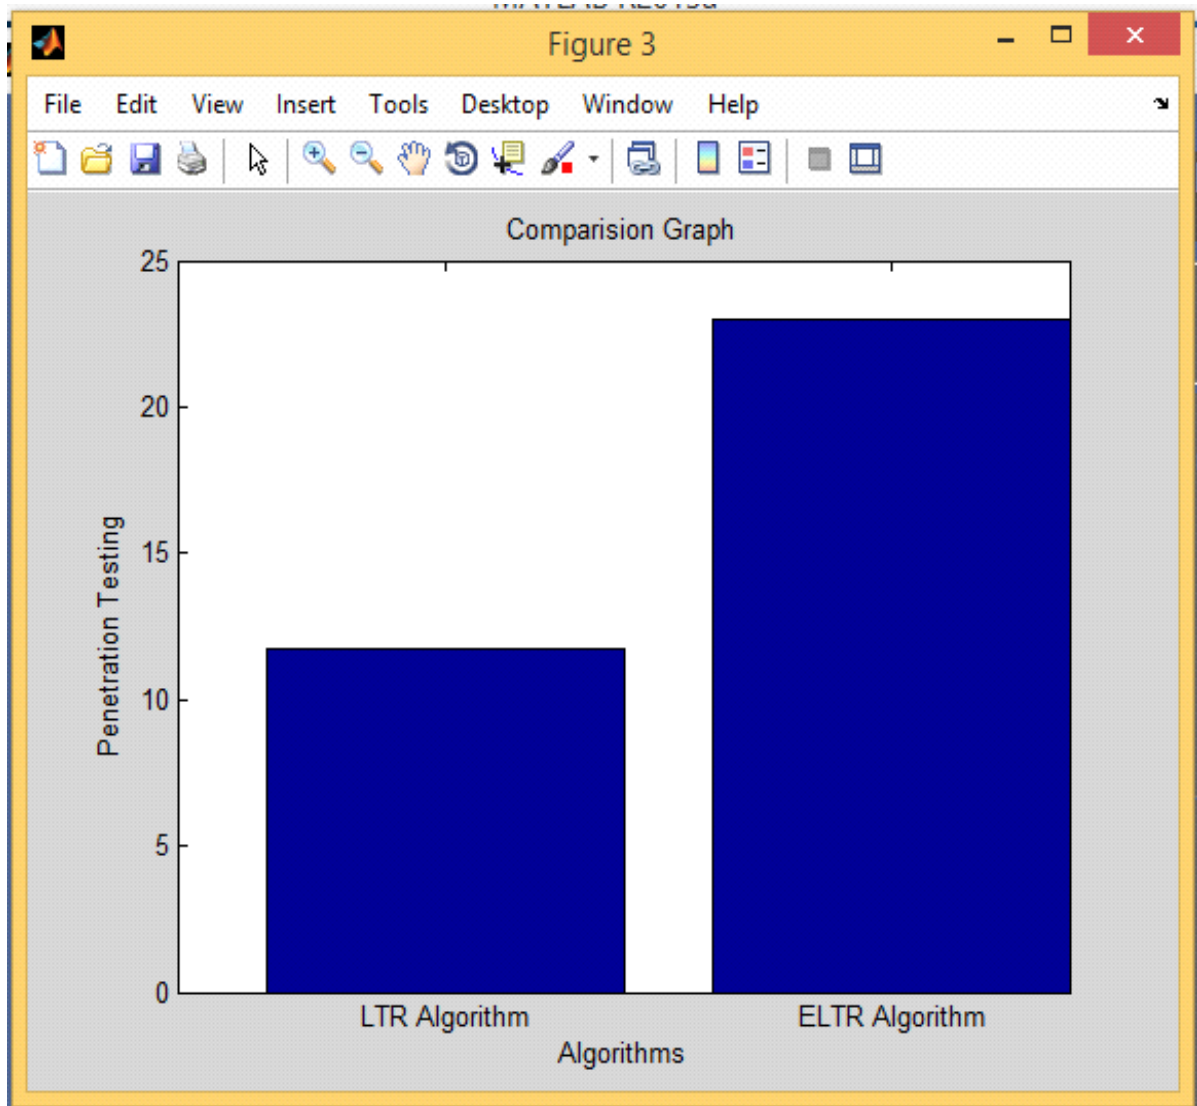 Figure 3
File Edit View Insert Tools Desktop Window Help
Comparision Graph
25
20
15
10
5
0
Penetration Testing
LTR Algorithm ELTR Algorithm
Algorithms